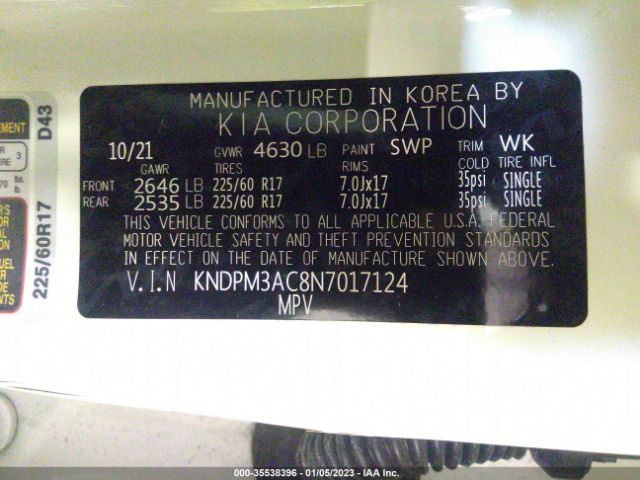 MANUFACTURED IN KOREA BY
KIA CORPORATION
10/21 GVWR 4630 LB PAINT SWP TRIM WK
GAWR TIRES RIMS COLD TIRE INFL
FRONT 2646 LB 225/60 R17 7.0Jx17 35psi SINGLE
REAR 2535 LB 225/60 R17 7.0Jx17 35psi SINGLE
THIS VEHICLE CONFORMS TO ALL APPLICABLE U.S.A. FEDERAL
MOTOR VEHICLE SAFETY AND THEFT PREVENTION STANDARDS
IN EFFECT ON THE DATE OF MANUFACTURE SHOWN ABOVE.
V.I.N KNDPM3AC8N7017124
MPV
D43
225/60R17
3
70
lbs.
000-35538396 - 01/05/2023 - IAA Inc.